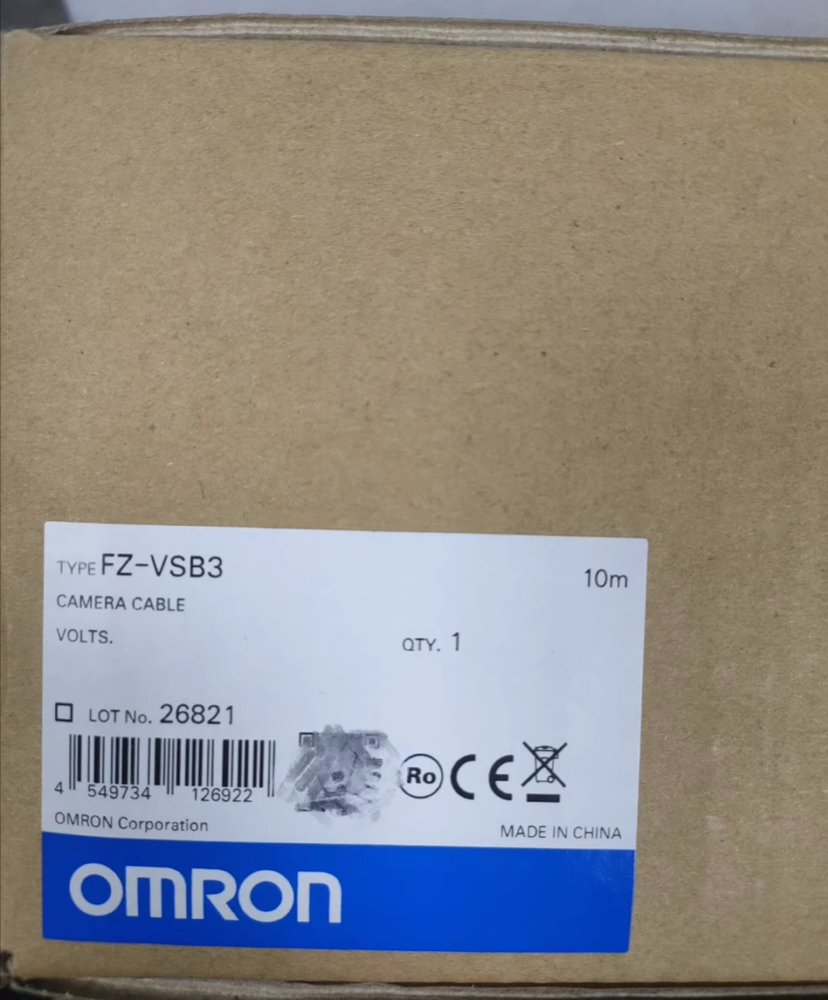 TYPE FZ-VSB3 10m
CAMERA CABLE
VOLTS. QTY. 1
LOT No. 26821
4 549734 126922
Ro CE
OMRON Corporation MADE IN CHINA
OMRON